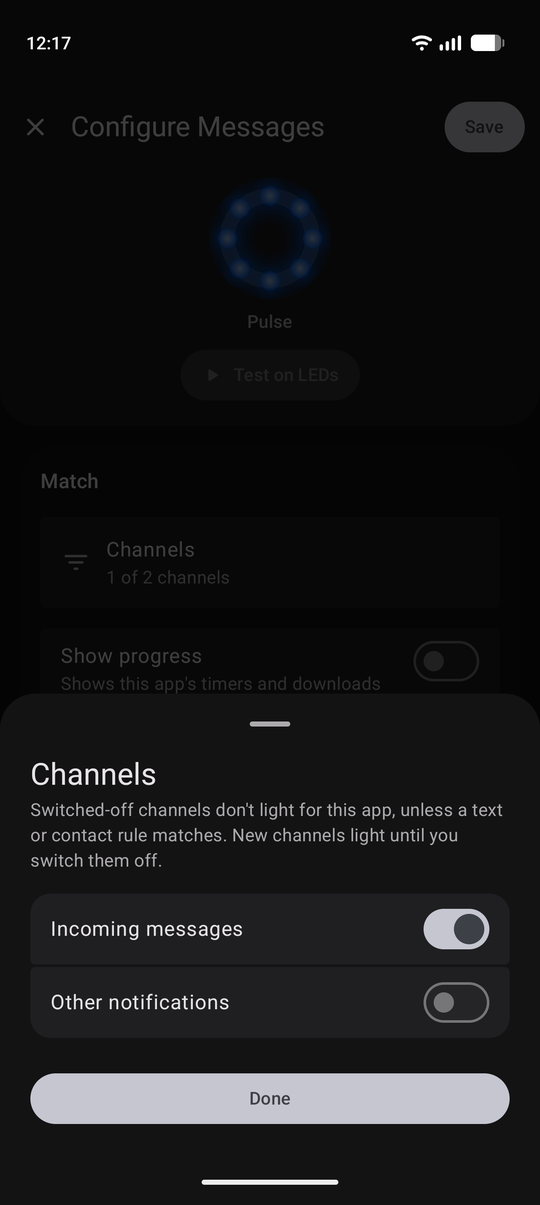 12:17
Configure Messages
Save
Pulse
Test on LEDs
Match
Channels
1 of 2 channels
Show progress
Shows this app's timers and downloads
Channels
Switched-off channels don't light for this app, unless a text
or contact rule matches. New channels light until you
switch them off.
Incoming messages
Other notifications
Done